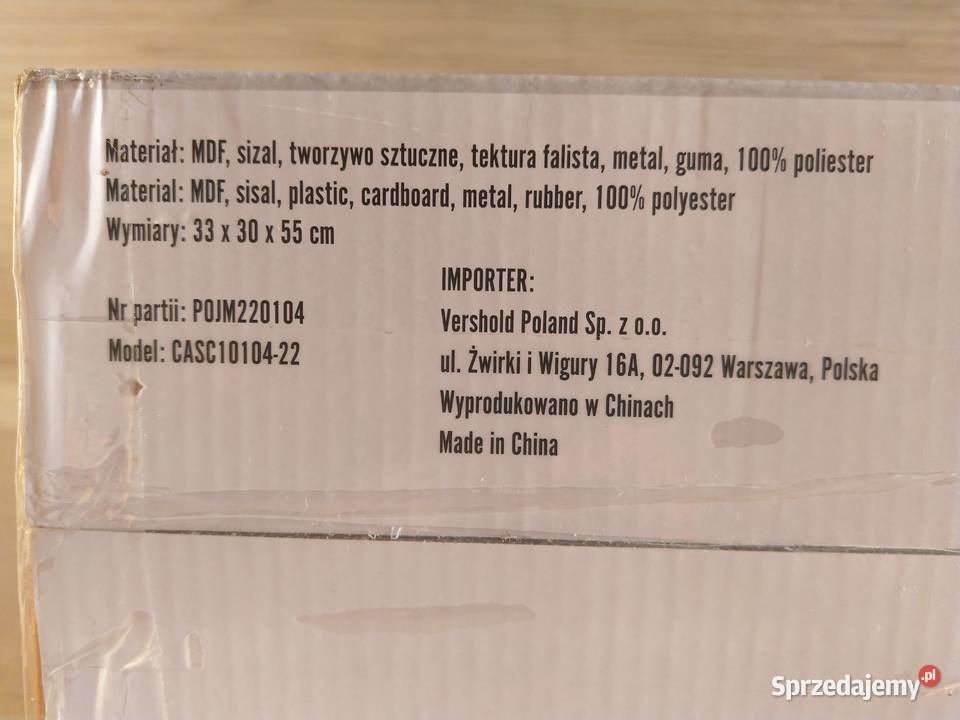 Materiał: MDF, sizal, tworzywo sztuczne, tektura falista, metal, guma, 100% poliester
Material: MDF, sisal, plastic, cardboard, metal, rubber, 100% polyester
Wymiary: 33 x 30 x 55 cm
Nr partii: POJM220104
Model: CASC10104-22
IMPORTER:
Vershold Poland Sp. z o.o.
ul. Żwirki i Wigury 16A, 02-092 Warszawa, Polska
Wyprodukowano w Chinach
Made in China
Sprzedajemy.pl